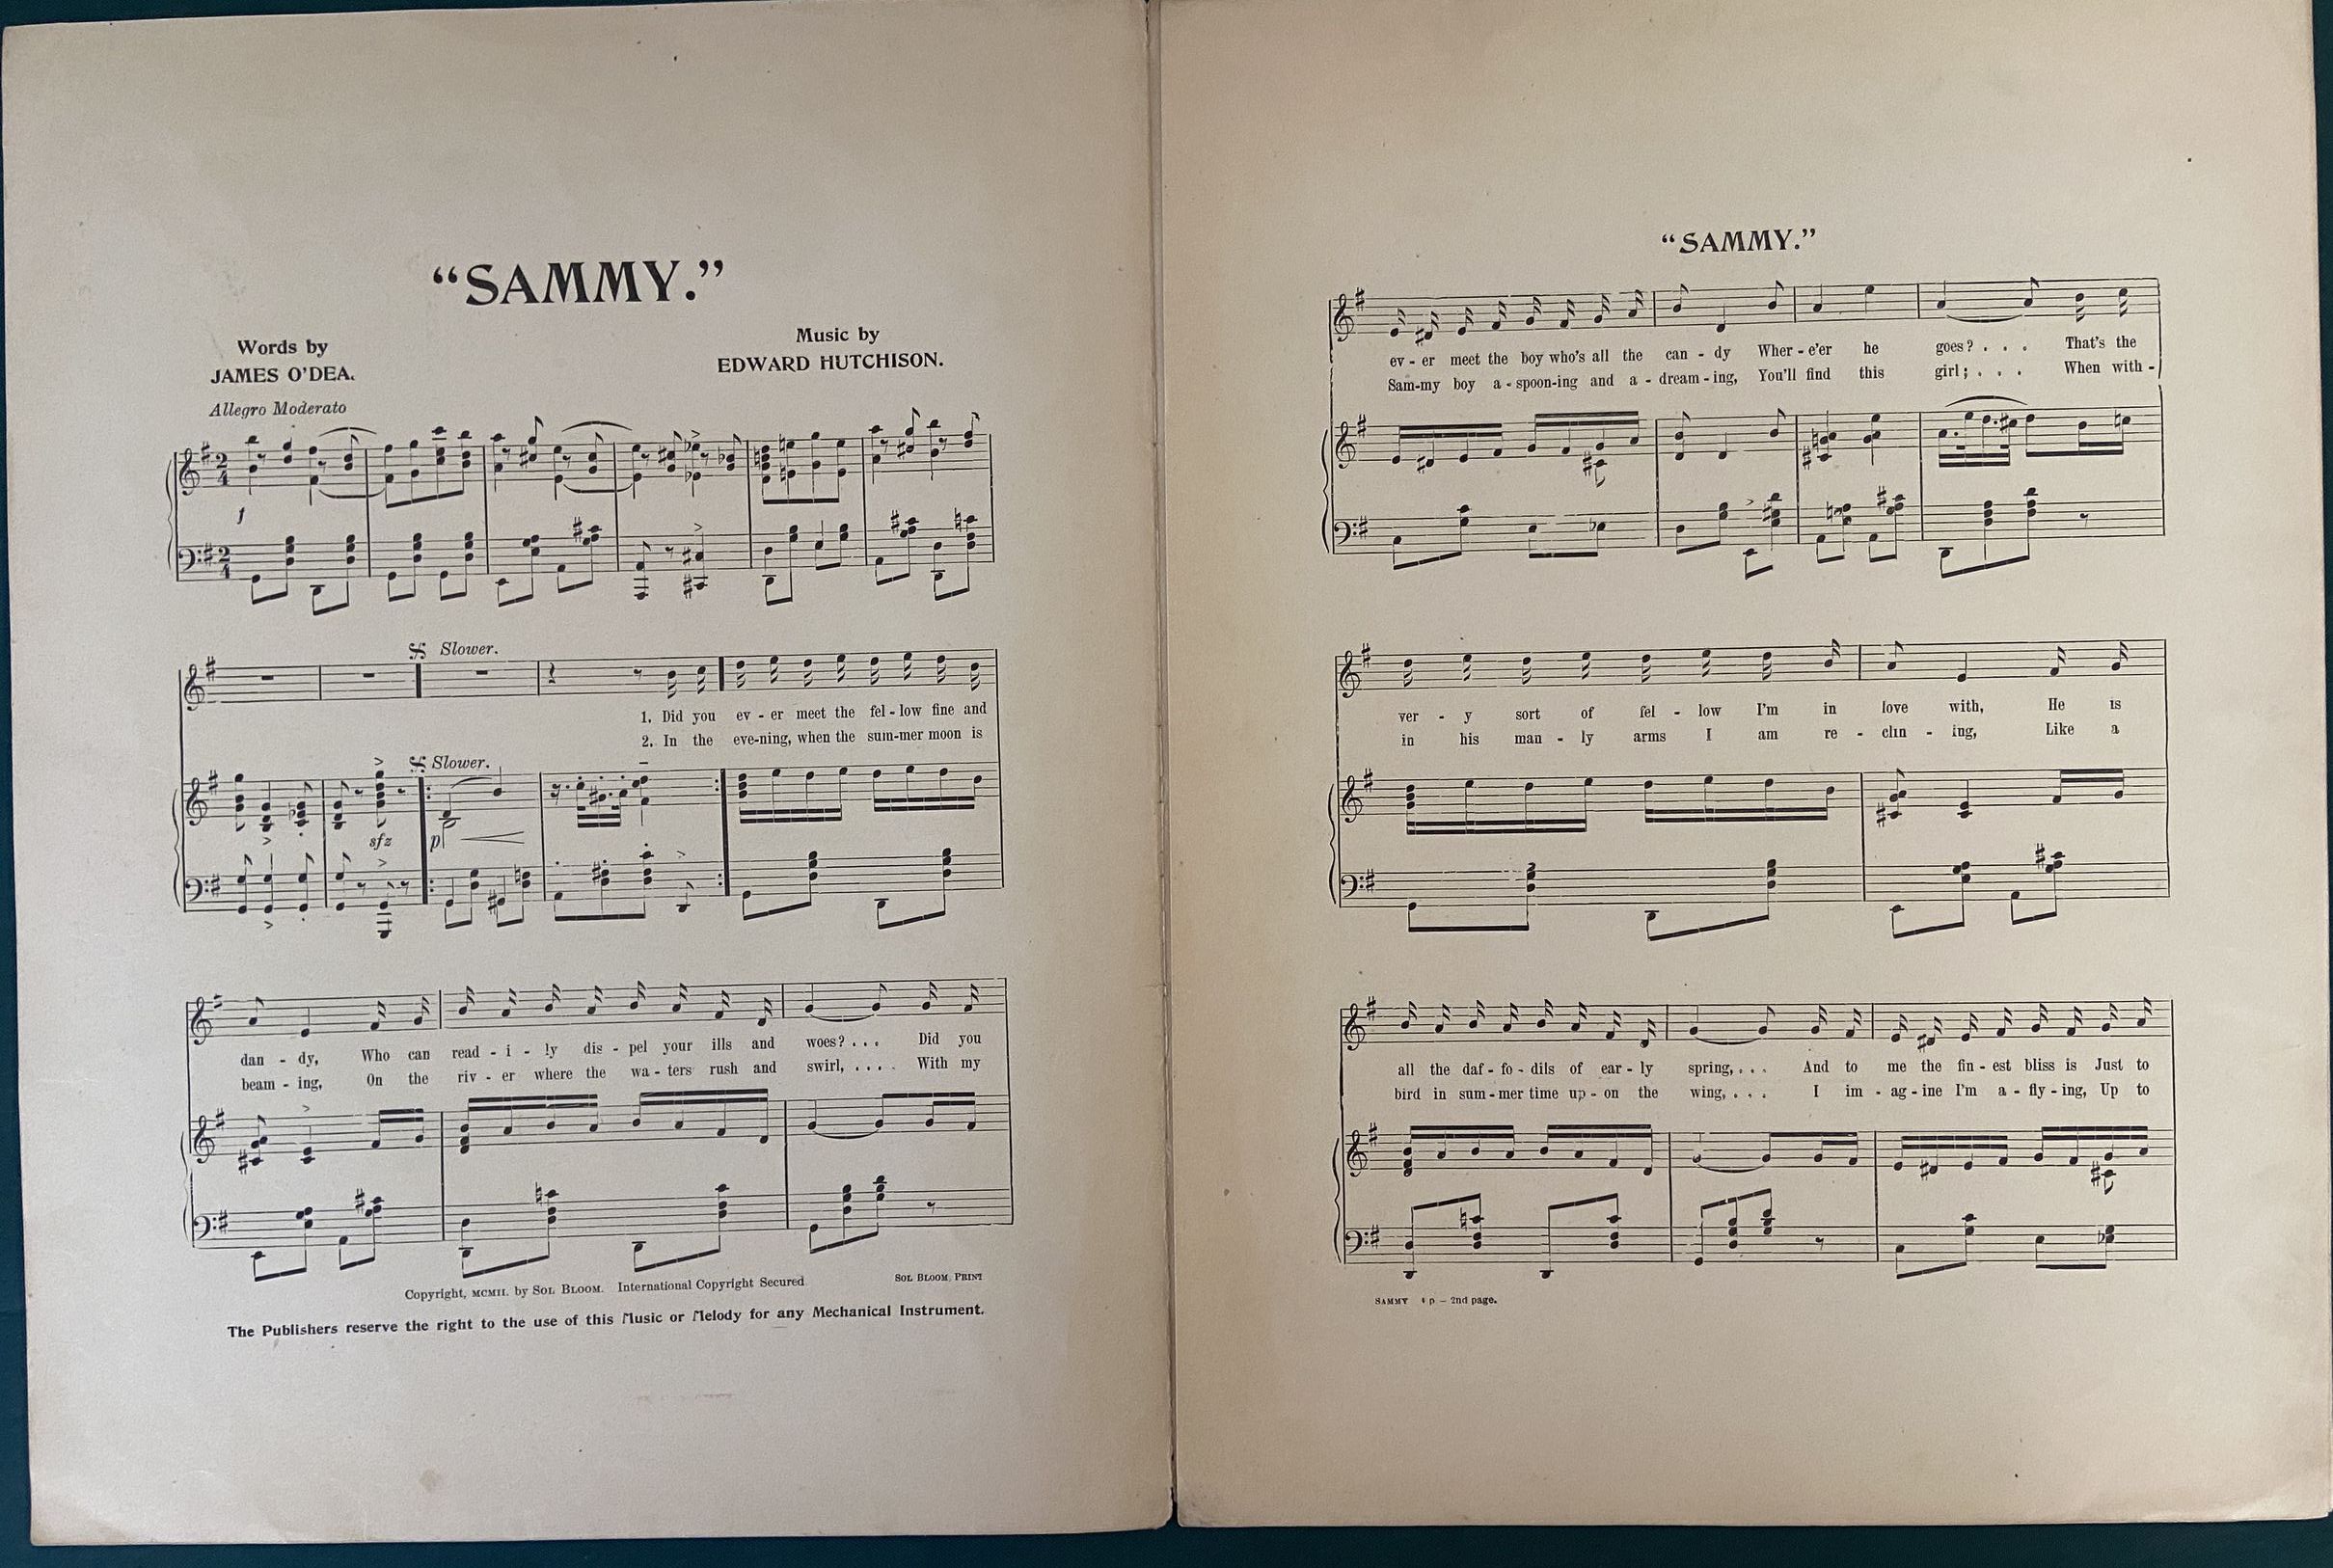 “SAMMY.”
Words by
JAMES O’DEA.
Music by
EDWARD HUTCHISON.
Allegro Moderato
f
Slower.
1. Did you ev - er meet the fel - low fine and
2. In the eve-ning, when the sum-mer moon is
Slower.
sfz
p
dan - dy, Who can read - i - ly dis - pel your ills and woes? . . . Did you
beam - ing, On the riv - er where the wa - ters rush and swirl, . . . . With my
Copyright, MCMII. by SOL BLOOM. International Copyright Secured
SOL BLOOM, PRINT
The Publishers reserve the right to the use of this Music or Melody for any Mechanical Instrument.
“SAMMY.”
ev - er meet the boy who’s all the can - dy Wher - e’er he goes? . . . That’s the
Sam-my boy a - spoon-ing and a - dream - ing, You’ll find this girl; . . . When with -
ver - y sort of fel - low I’m in love with, He is
in his man - ly arms I am re - clin - ing, Like a
all the daf - fo - dils of ear - ly spring, . . . And to me the fin - est bliss is Just to
bird in sum - mer time up - on the wing, . . . I im - ag - ine I’m a - fly - ing, Up to
SAMMY 4 p – 2nd page.